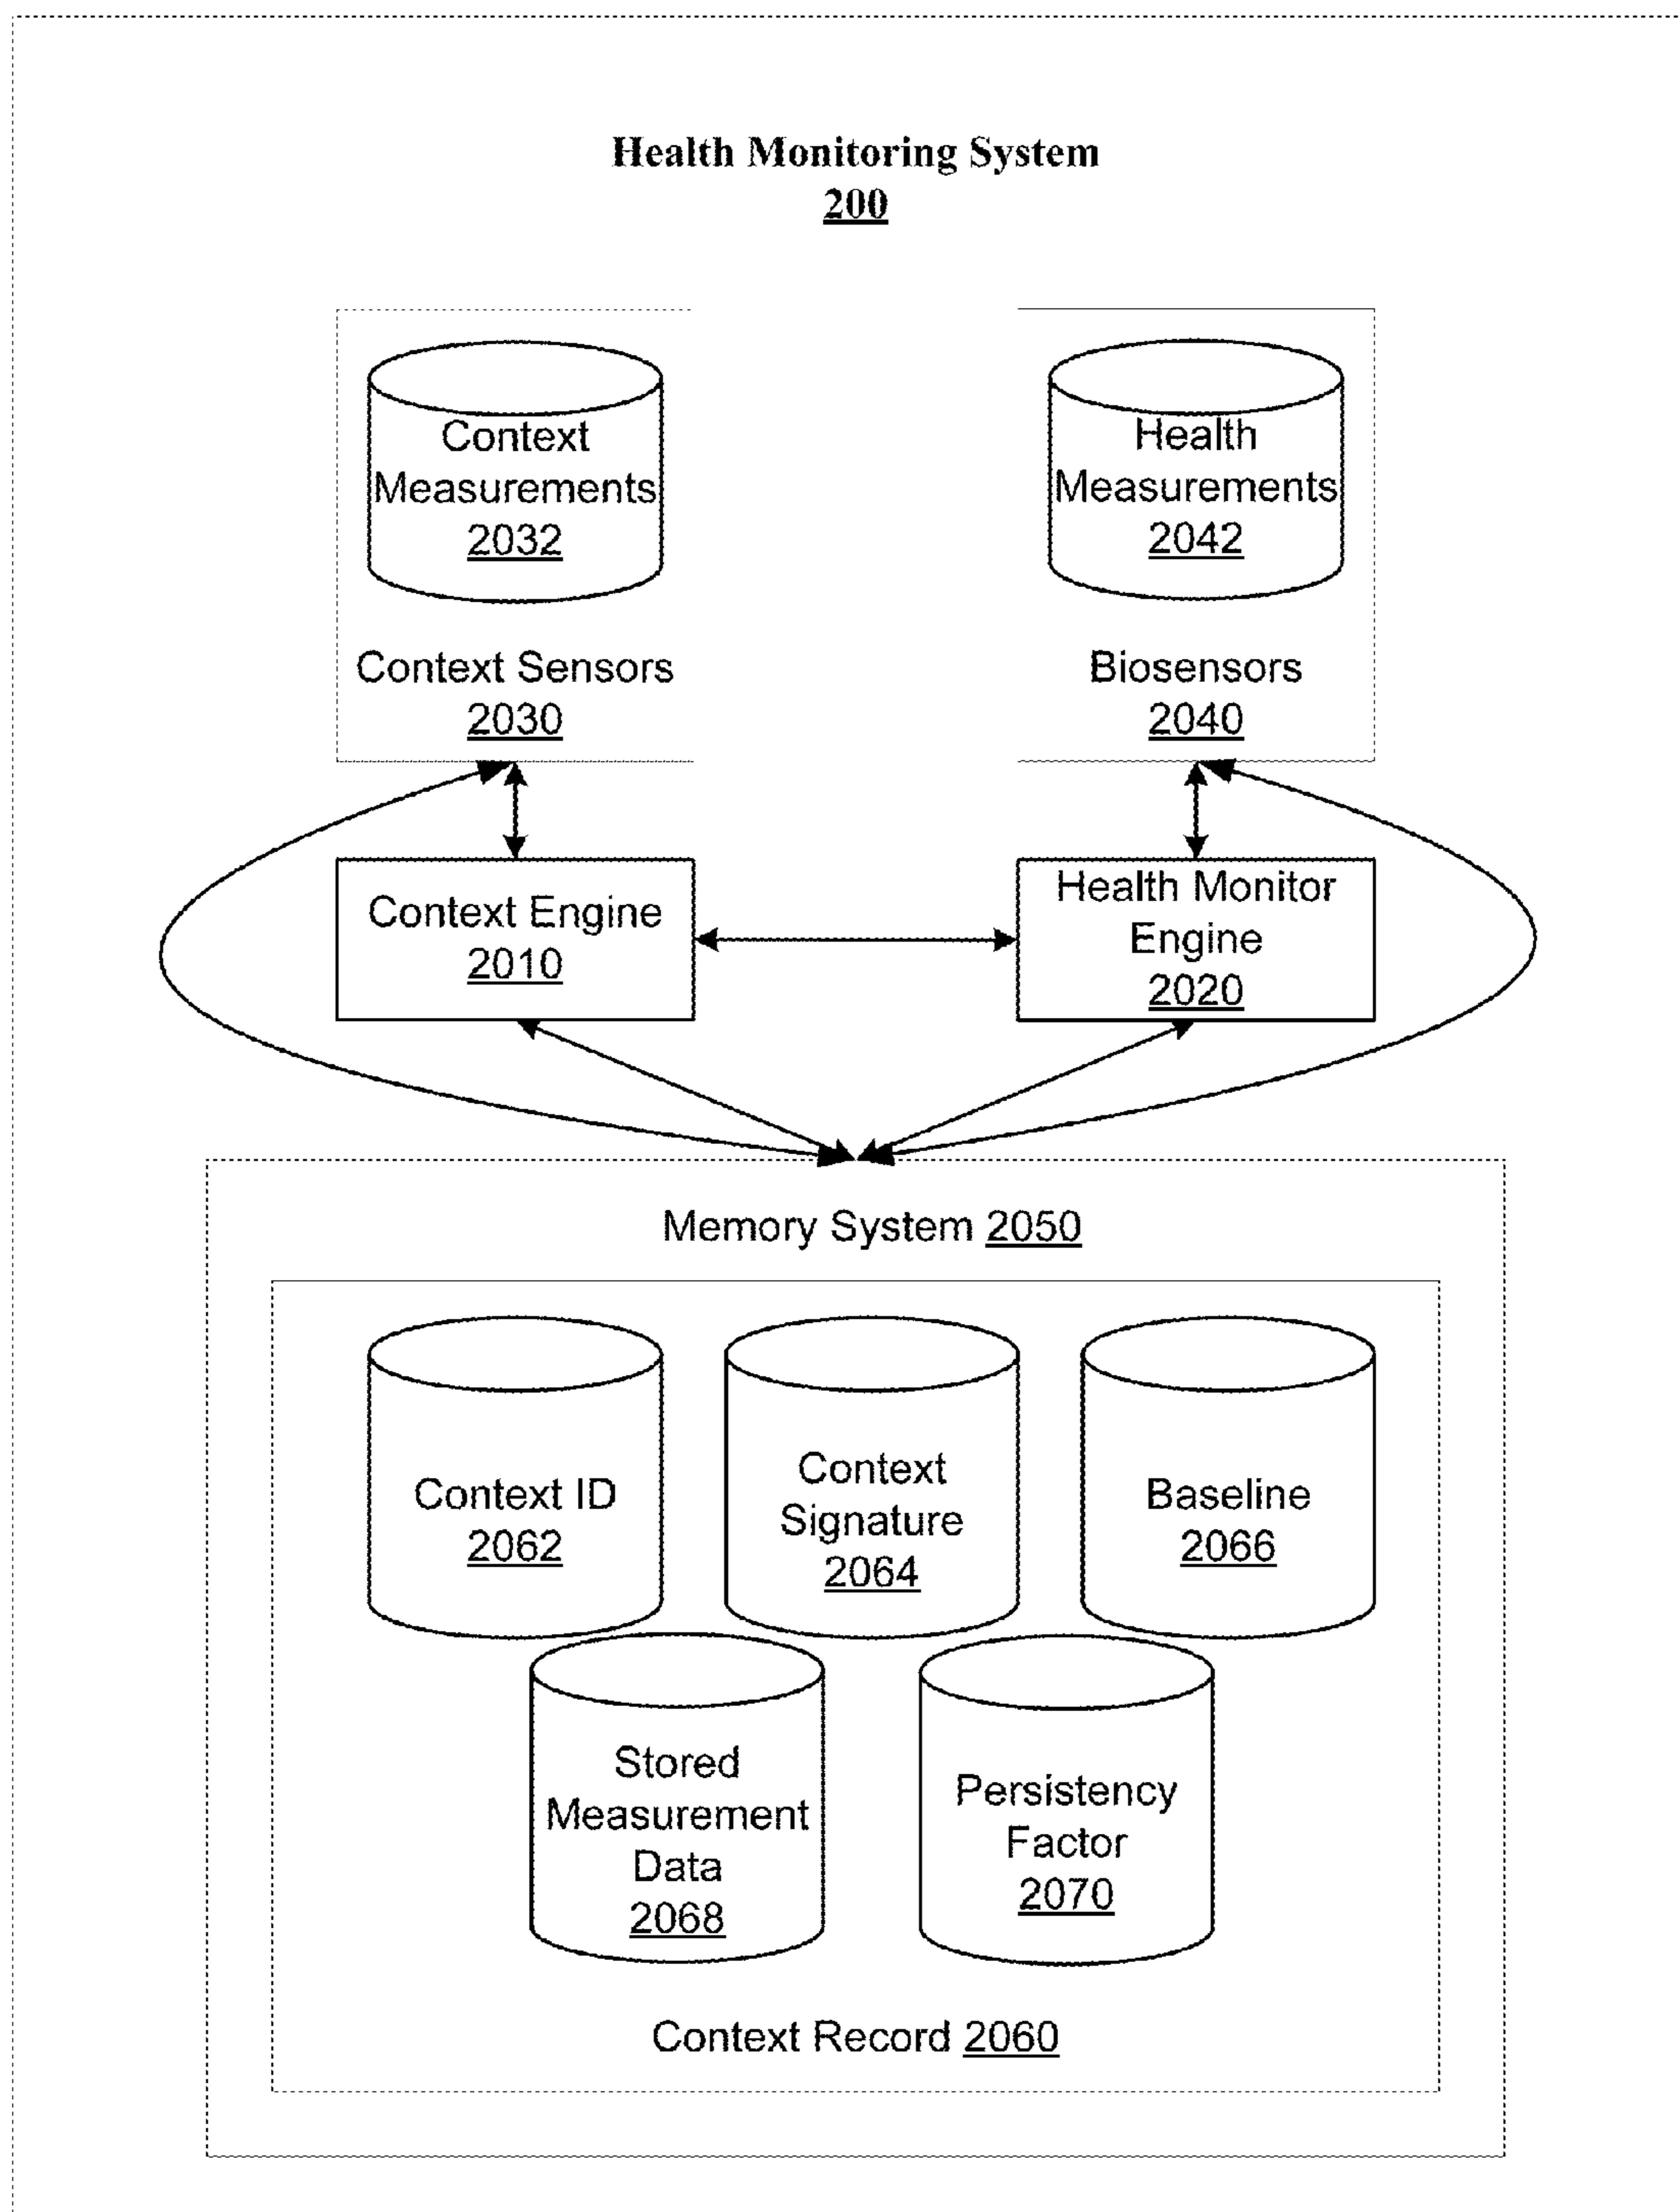 Health Monitoring System
200
Context
Measurements
2032
Context Sensors
2030
Health
Measurements
2042
Biosensors
2040
Context Engine
2010
Health Monitor
Engine
2020
Memory System 2050
Context ID
2062
Context
Signature
2064
Baseline
2066
Stored
Measurement
Data
2068
Persistency
Factor
2070
Context Record 2060